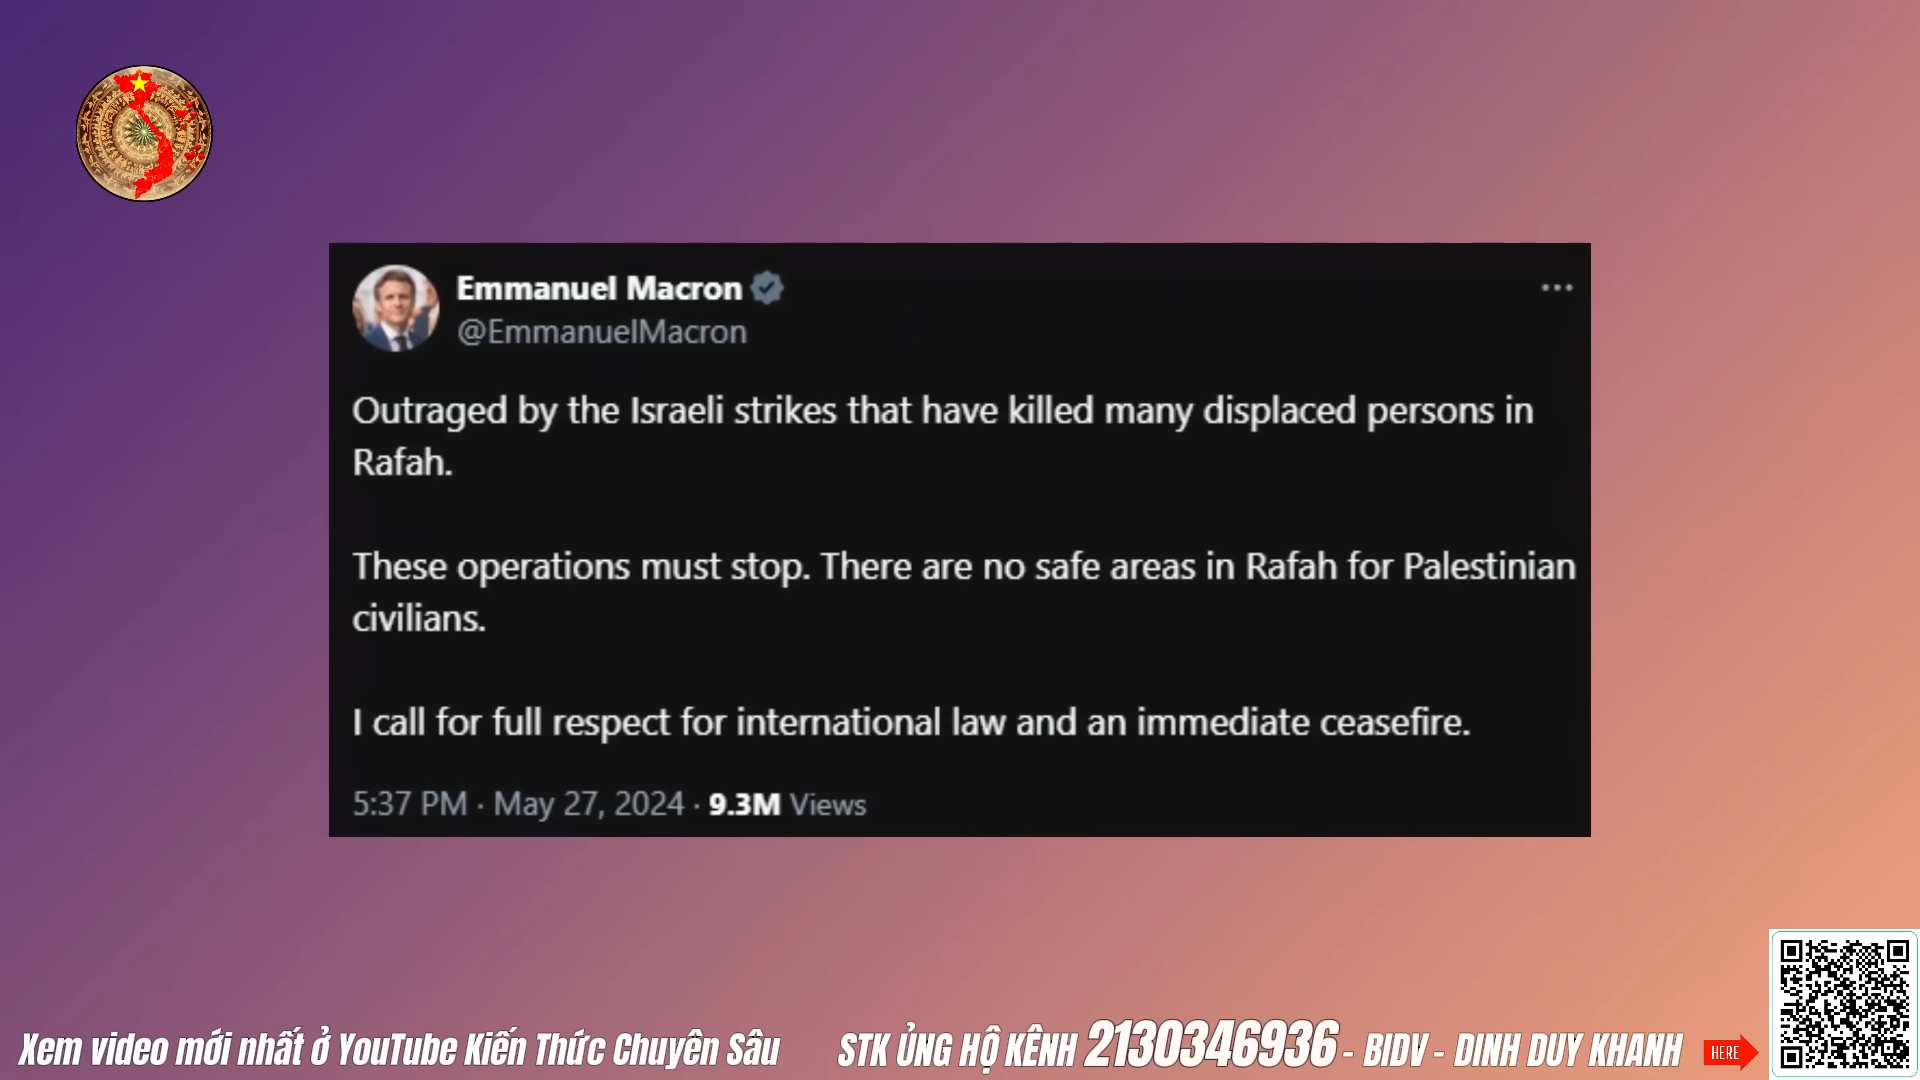 Emmanuel Macron
@EmmanuelMacron
Outraged by the Israeli strikes that have killed many displaced persons in
Rafah.
These operations must stop. There are no safe areas in Rafah for Palestinian
civilians.
I call for full respect for international law and an immediate ceasefire.
5:37 PM · May 27, 2024 · 9.3M Views
Xem video mới nhất ở YouTube Kiến Thức Chuyên Sâu
STK ỦNG HỘ KÊNH 2130346936 - BIDV - DINH DUY KHANH
HERE